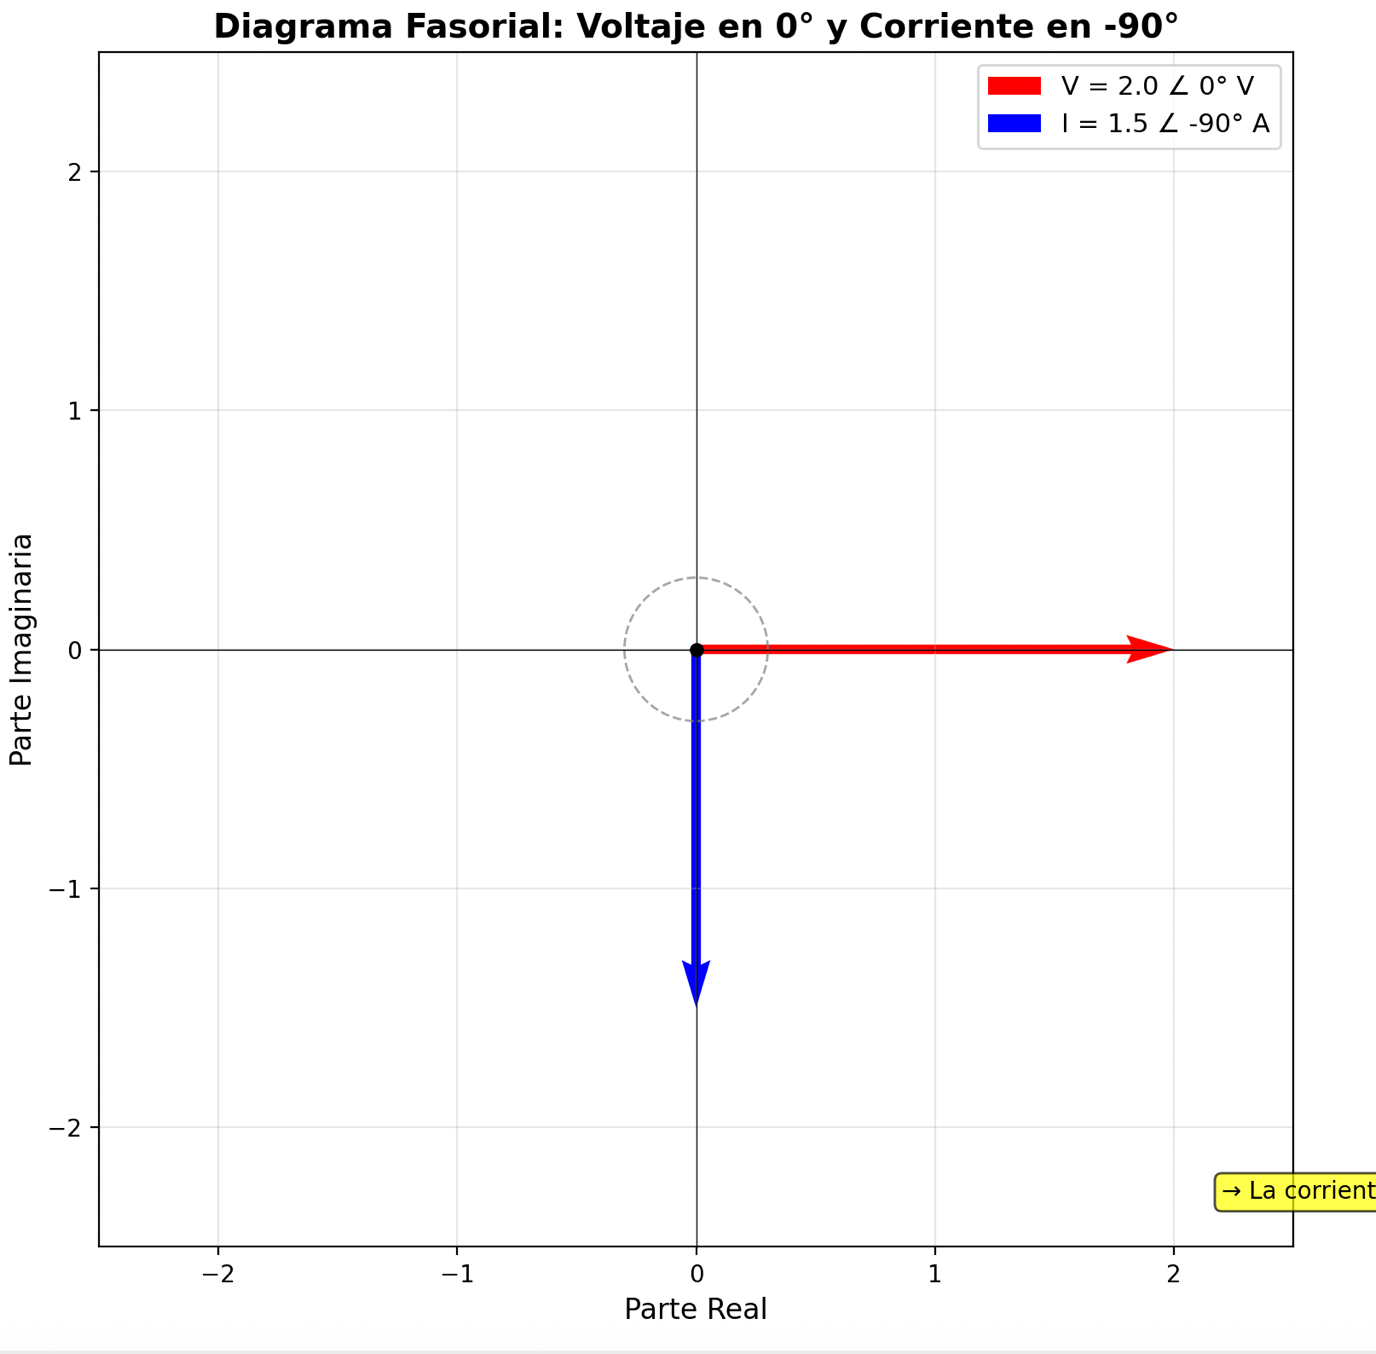 Diagrama Fasorial: Voltaje en 0° y Corriente en -90°
V = 2.0 ∠ 0° V
I = 1.5 ∠ -90° A
2
1
0
−1
−2
Parte Imaginaria
→ La corrient
−2
−1
0
1
2
Parte Real